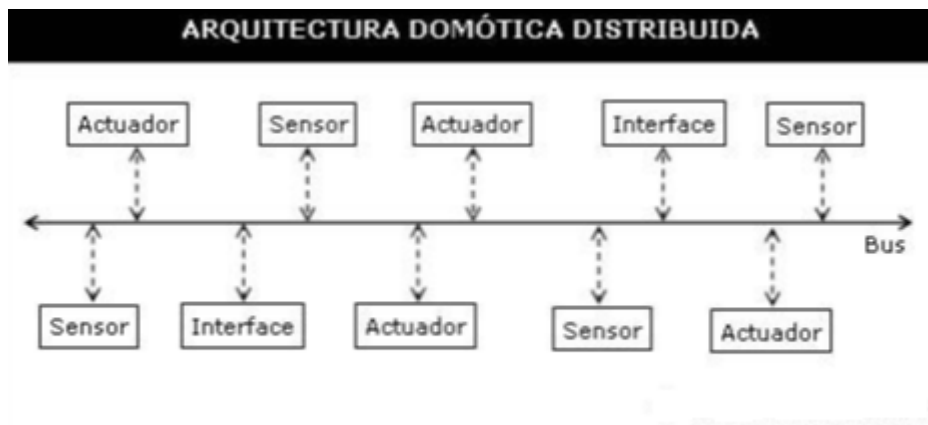 ARQUITECTURA DOMÓTICA DISTRIBUIDA
Actuador Sensor Actuador Interface Sensor
Bus
Sensor Interface Actuador Sensor Actuador